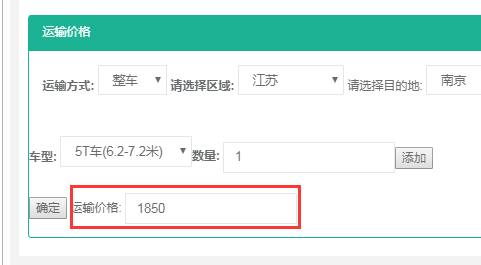 运输价格
运输方式: 整车 请选择区域: 江苏 请选择目的地: 南京
车型: 5T车(6.2-7.2米) 数量: 1 添加
确定 运输价格: 1850